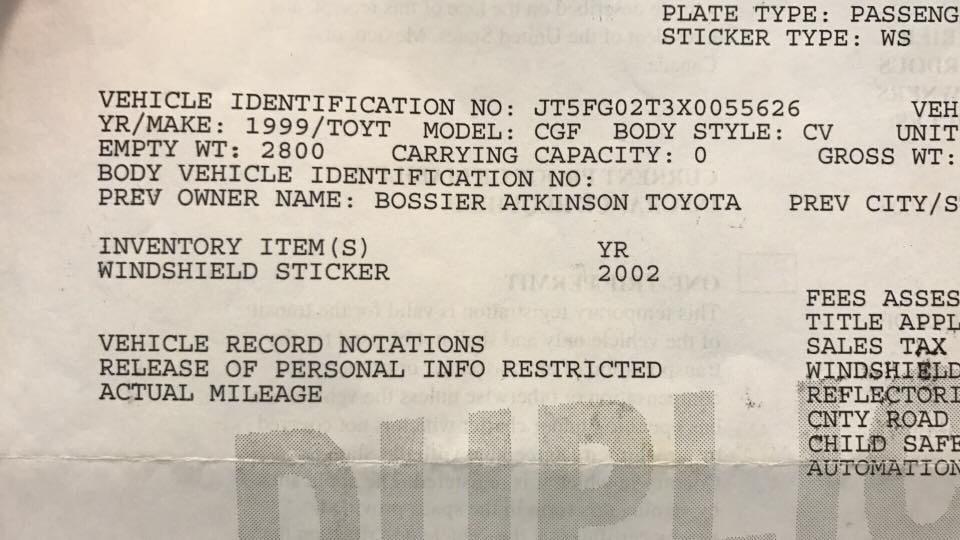 PLATE TYPE: PASSENG
STICKER TYPE: WS
VEHICLE IDENTIFICATION NO: JT5FG02T3X0055626 VEH
YR/MAKE: 1999/TOYT MODEL: CGF BODY STYLE: CV UNIT
EMPTY WT: 2800 CARRYING CAPACITY: 0 GROSS WT:
BODY VEHICLE IDENTIFICATION NO:
PREV OWNER NAME: BOSSIER ATKINSON TOYOTA PREV CITY/S
INVENTORY ITEM(S) YR
WINDSHIELD STICKER 2002
FEES ASSES
TITLE APPL
VEHICLE RECORD NOTATIONS SALES TAX
RELEASE OF PERSONAL INFO RESTRICTED WINDSHIELD
ACTUAL MILEAGE REFLECTORI
CNTY ROAD
CHILD SAFE
AUTOMATION